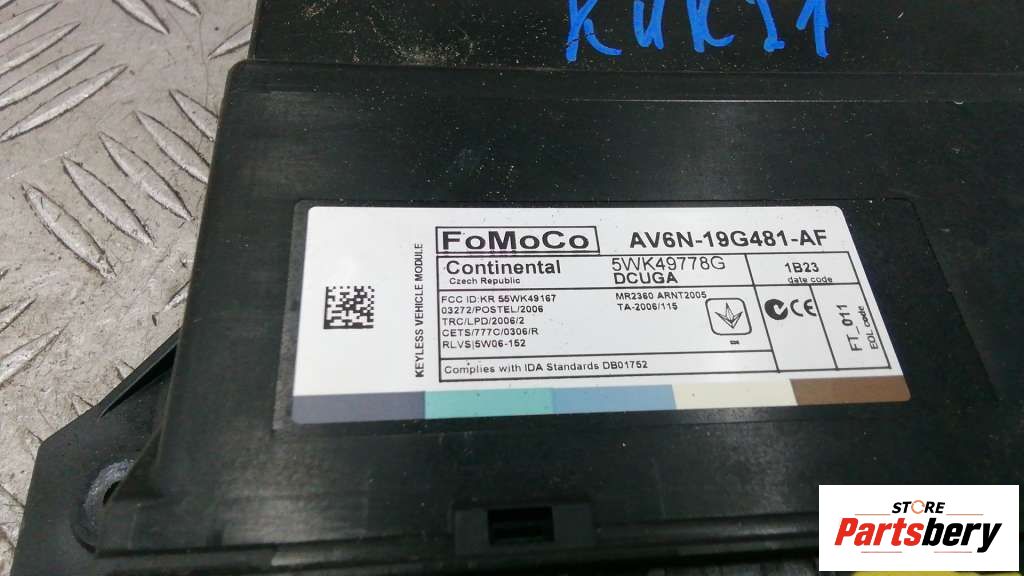 KUK21
KEYLESS VEHICLE MODULE
FoMoCo AV6N-19G481-AF
Continental 5WK49778G 1B23
Czech Republic DCUGA date code
FCC ID:KR 55WK49167 MR2360 ARNT2005
03272/POSTEL/2006 TA-2006/115
TRC/LPD/2006/2
CETS/777C/0306/R
RLVS|5W06-152
Complies with IDA Standards DB01752
CE
FT_011
EOL code
STORE
Partsbery